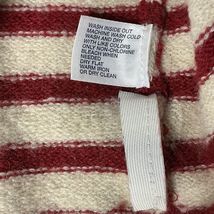 WASH INSIDE OUT
MACHINE WASH COLD
WASH AND DRY
WITH LIKE COLORS
ONLY NON-CHLORINE
BLEACH WHEN
NEEDED
DRY FLAT
WARM IRON
OR DRY CLEAN